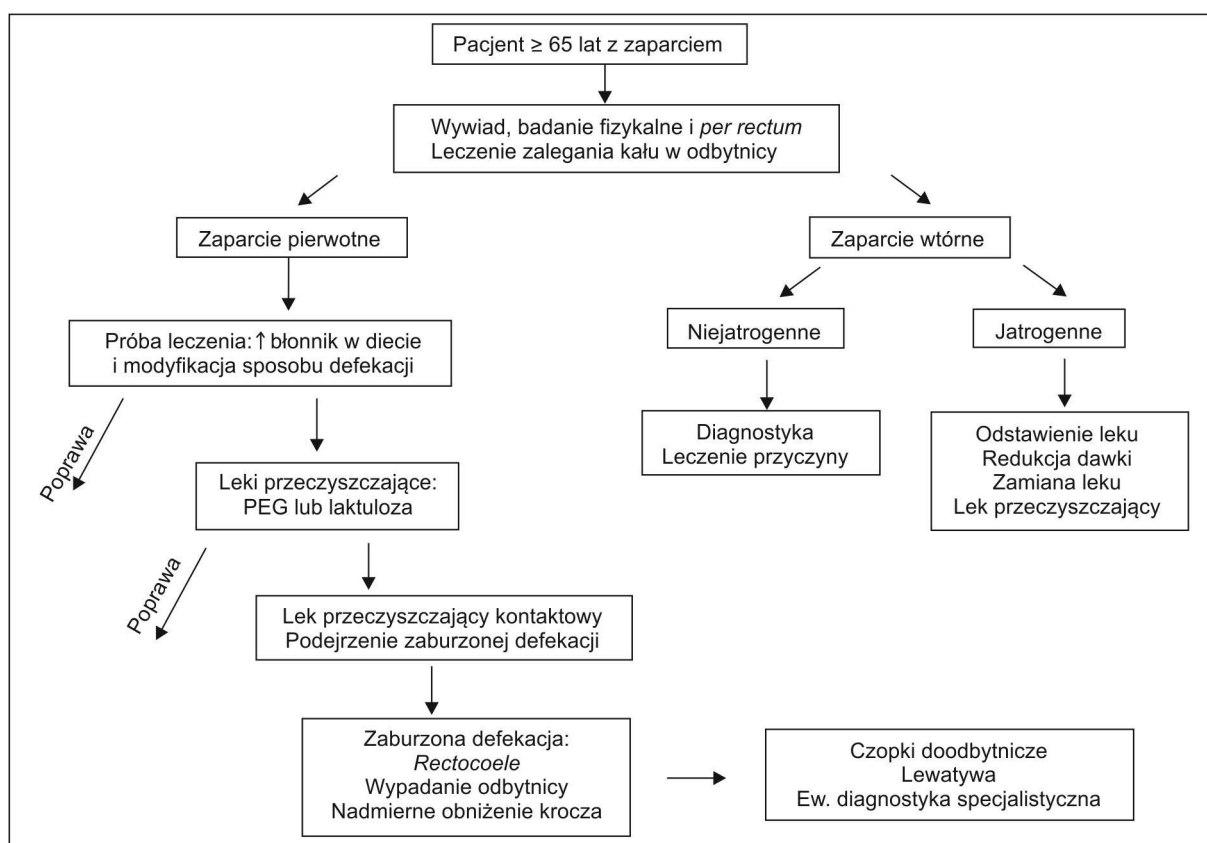 Pacjent ≥ 65 lat z zaparciem
Wywiad, badanie fizykalne i per rectum
Leczenie zalegania kału w odbytnicy
Zaparcie pierwotne
Zaparcie wtórne
Próba leczenia: ↑ błonnik w diecie
i modyfikacja sposobu defekacji
Niejatrogenne
Jatrogenne
Poprawa
Diagnostyka
Leczenie przyczyny
Odstawienie leku
Redukcja dawki
Zamiana leku
Lek przeczyszczający
Leki przeczyszczające:
PEG lub laktuloza
Poprawa
Lek przeczyszczający kontaktowy
Podejrzenie zaburzonej defekacji
Zaburzona defekacja:
Rectocoele
Wypadanie odbytnicy
Nadmierne obniżenie krocza
Czopki doodbytnicze
Lewatywa
Ew. diagnostyka specjalistyczna